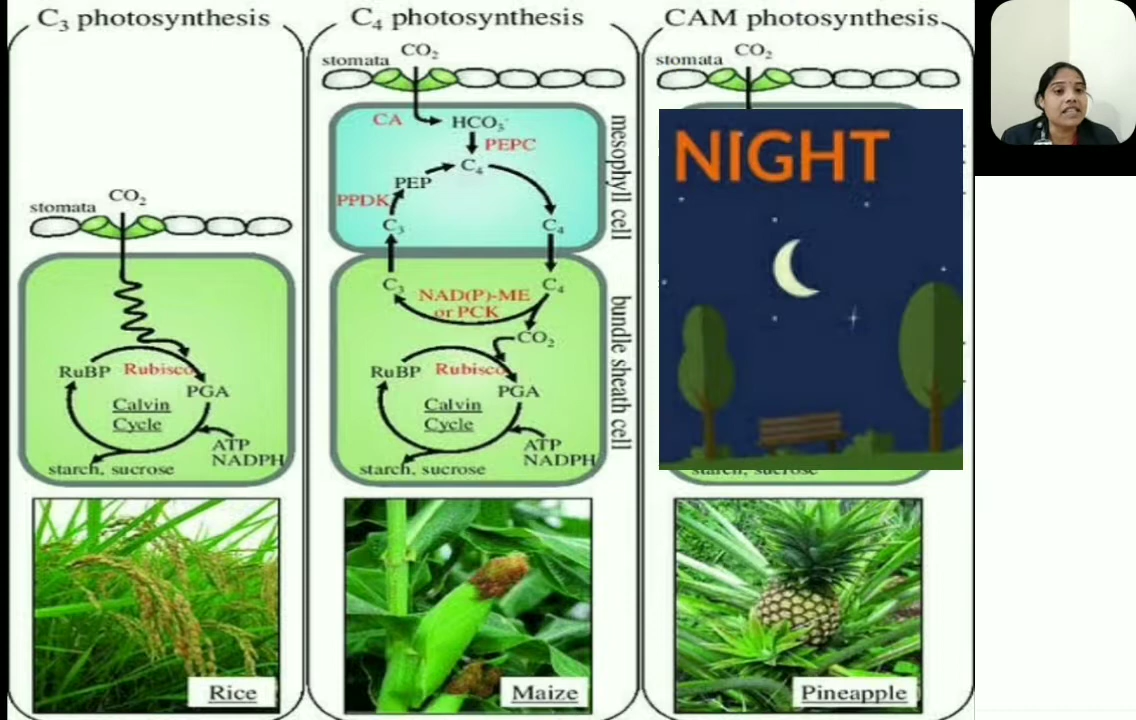 C3 photosynthesis
CO2
stomata
RuBP Rubisco
PGA
Calvin
Cycle
ATP
NADPH
starch, sucrose
Rice
C4 photosynthesis
CO2
stomata
CA HCO3-
PEPC
C4
PEP
PPDK
C3 C4
mesophyll cell
C3 C4
NAD(P)-ME
or PCK
CO2
RuBP Rubisco
PGA
Calvin
Cycle
ATP
NADPH
starch, sucrose
bundle sheath cell
Maize
CAM photosynthesis
CO2
stomata
NIGHT
starch, sucrose
Pineapple